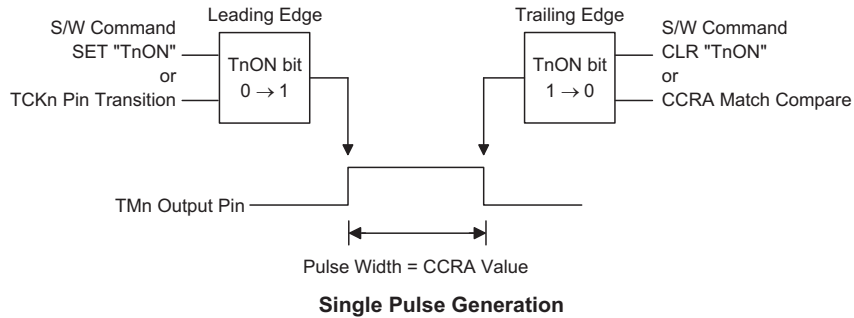 Leading Edge
S/W Command
SET "TnON"
or
TCKn Pin Transition
TnON bit
0 → 1
Trailing Edge
TnON bit
1 → 0
S/W Command
CLR "TnON"
or
CCRA Match Compare
TMn Output Pin
Pulse Width = CCRA Value
Single Pulse Generation